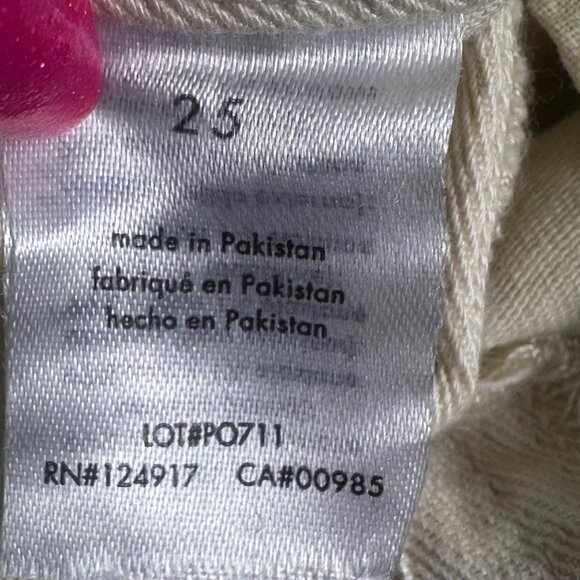 25
made in Pakistan
fabriqué en Pakistan
hecho en Pakistan
LOT#PO711
RN#124917 CA#00985